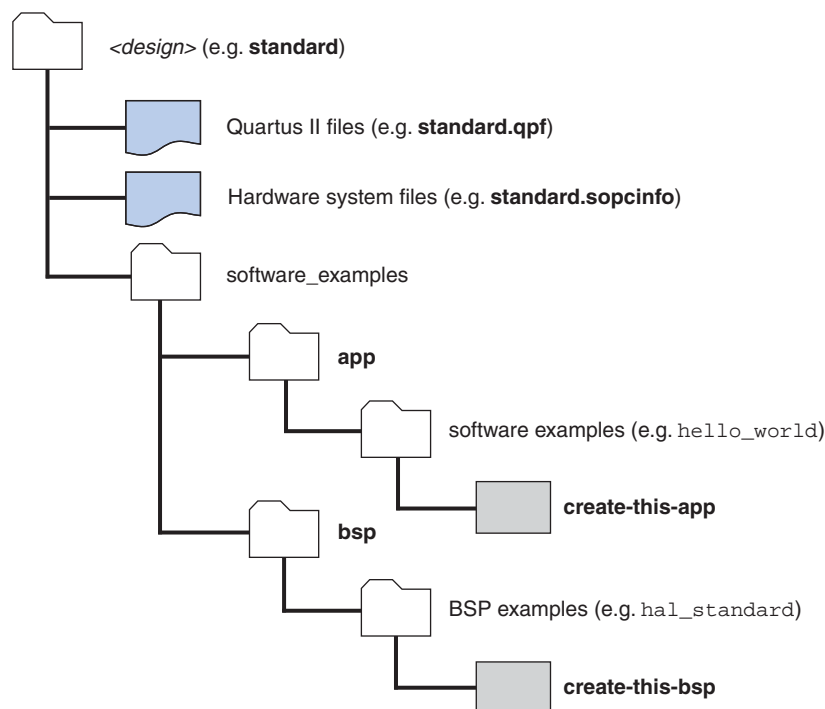 <design> (e.g. standard)
Quartus II files (e.g. standard.qpf)
Hardware system files (e.g. standard.sopcinfo)
software_examples
app
software examples (e.g. hello_world)
create-this-app
bsp
BSP examples (e.g. hal_standard)
create-this-bsp